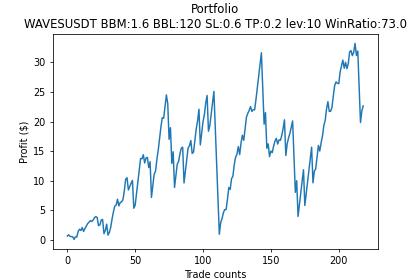 Portfolio
WAVESUSDT BBM:1.6 BBL:120 SL:0.6 TP:0.2 lev:10 WinRatio:73.0
30
25
20
15
10
5
0
Profit ($)
0 50 100 150 200
Trade counts